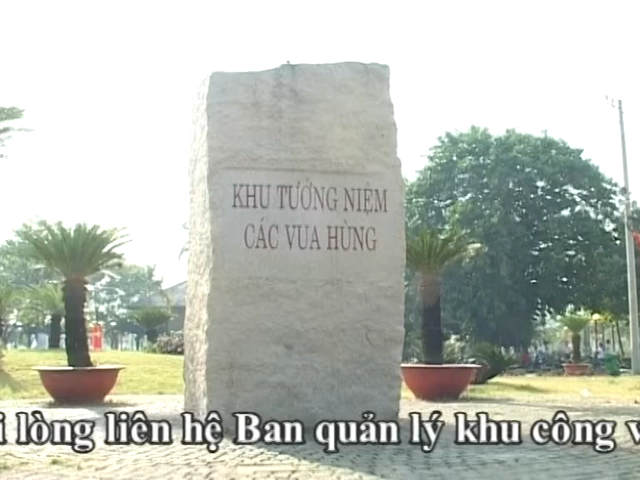 KHU TƯỞNG NIỆM
CÁC VUA HÙNG
lòng liên hệ Ban quản lý khu công